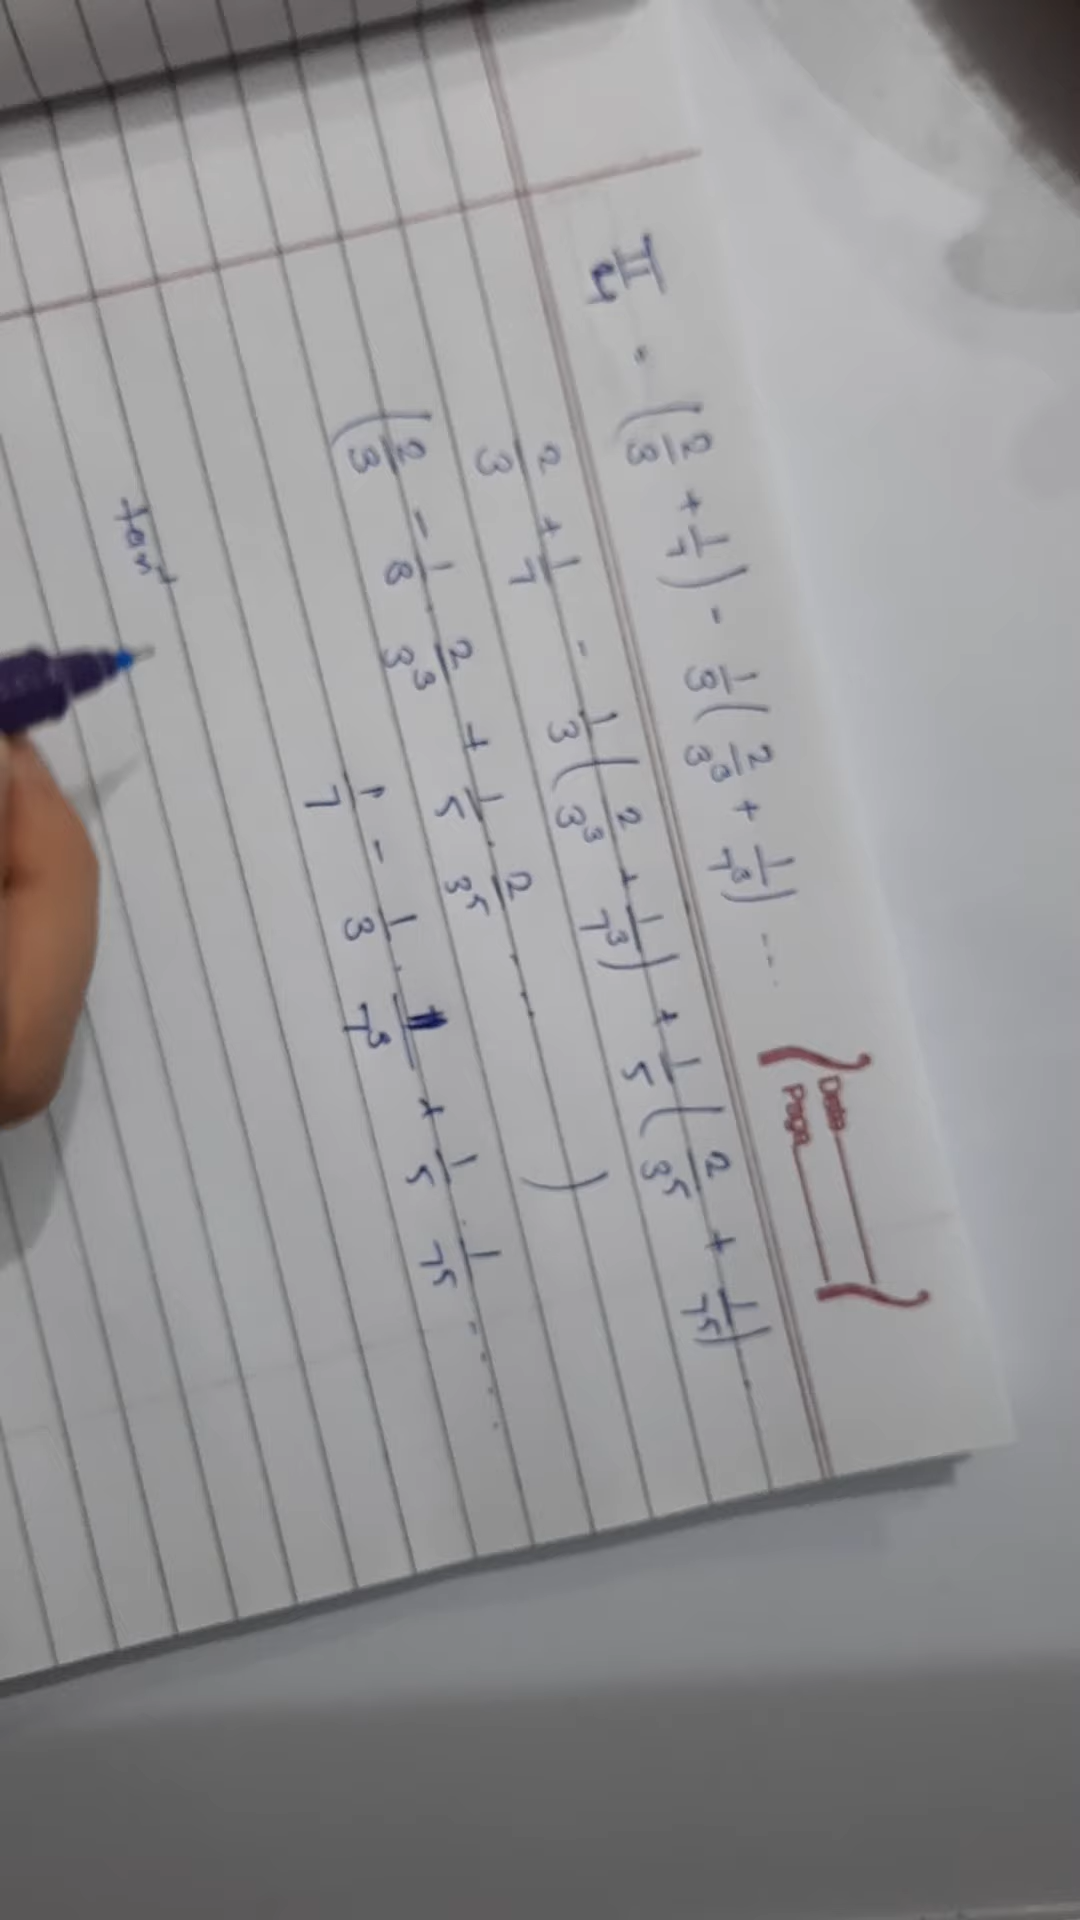 Date
Page
π/4 = (2/3 + 1/7) - 1/3 (2/3³ + 1/7³) ...
2/3 + 1/7 - 1/3 (2/3³ + 1/7³) + 1/5 (2/3⁵ + 1/7⁵) ...
(2/3 - 1/3 · 2/3³ + 1/5 · 2/3⁵ - ... )
1/7 - 1/3 · 1/7³ + 1/5 · 1/7⁵ - ...
tan⁻¹